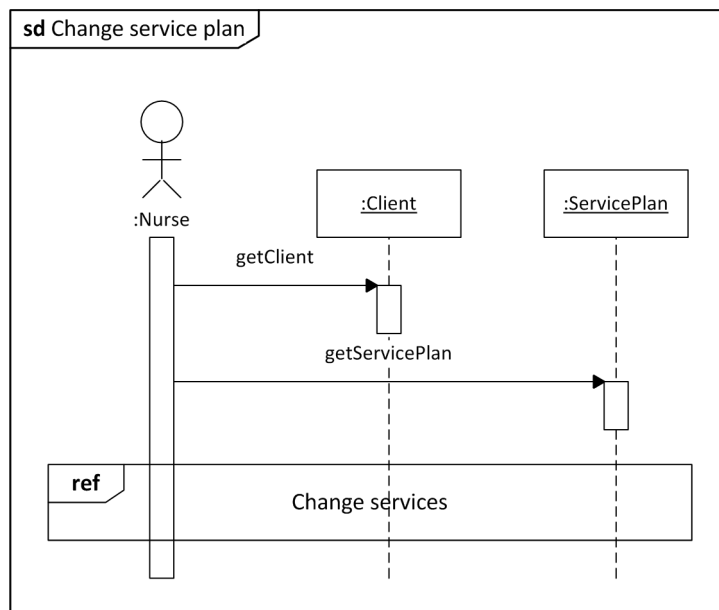 sd Change service plan
:Nurse
:Client
:ServicePlan
getClient
getServicePlan
ref
Change services